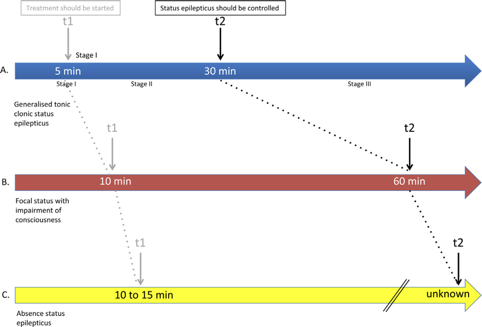 Treatment should be started
Status epilepticus should be controlled
t1
t2
Stage I
A.
5 min
30 min
Stage I
Stage II
Stage III
Generalised tonic
clonic status
epilepticus
t1
t2
B.
10 min
60 min
Focal status with
impairment of
consciousness
t1
t2
C.
10 to 15 min
unknown
Absence status
epilepticus